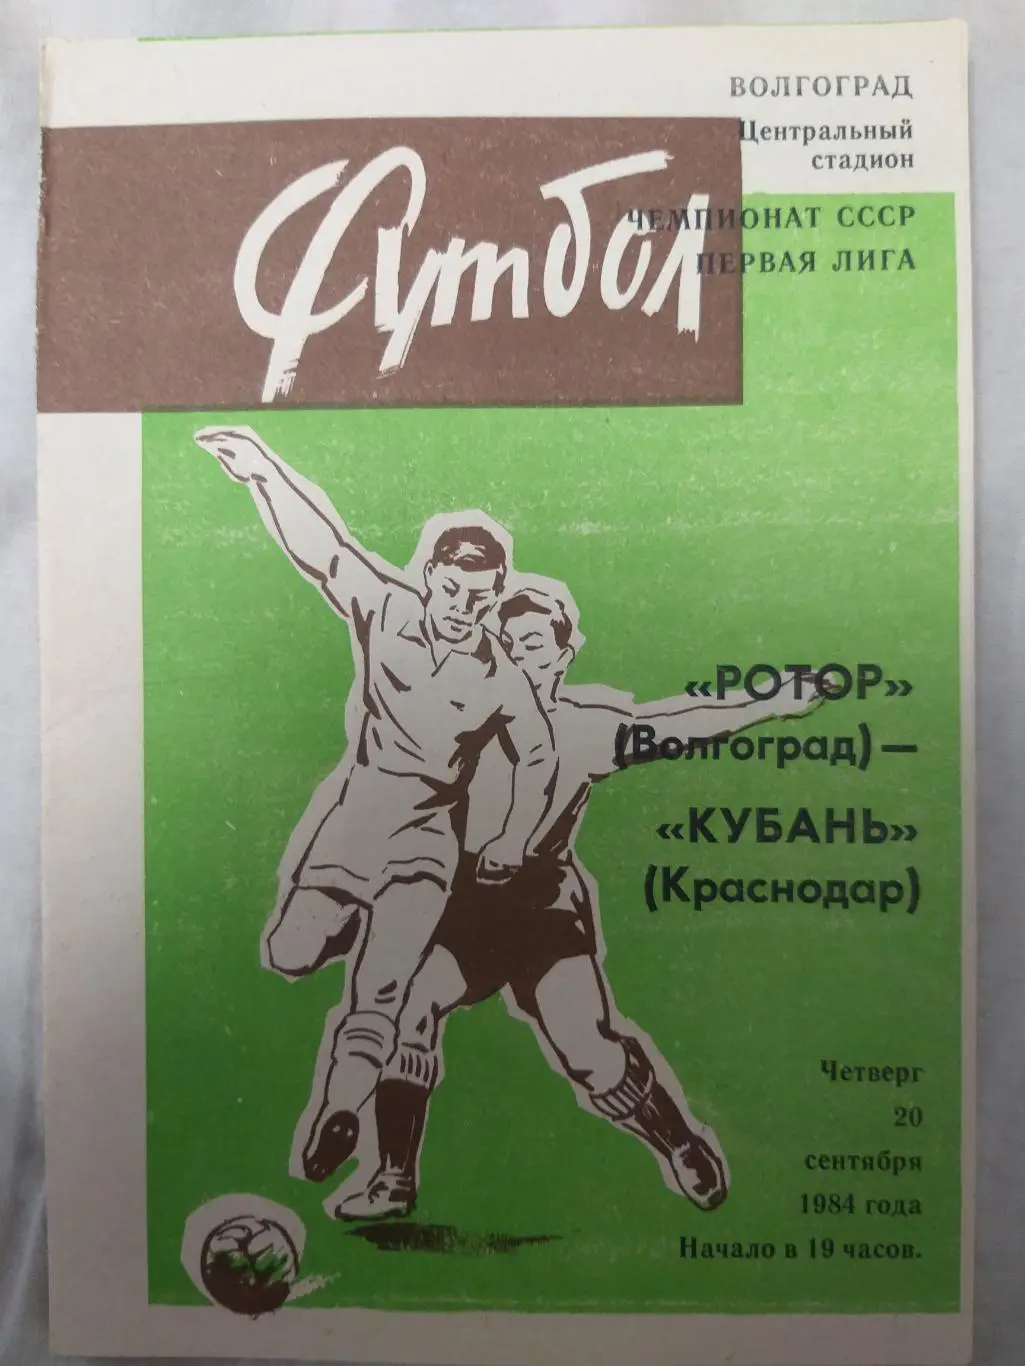 ВОЛГОГРАД
Центральный
стадион
Футбол
ЧЕМПИОНАТ СССР
ПЕРВАЯ ЛИГА
«РОТОР»
(Волгоград) —
«КУБАНЬ»
(Краснодар)
Четверг
20
сентября
1984 года
Начало в 19 часов.